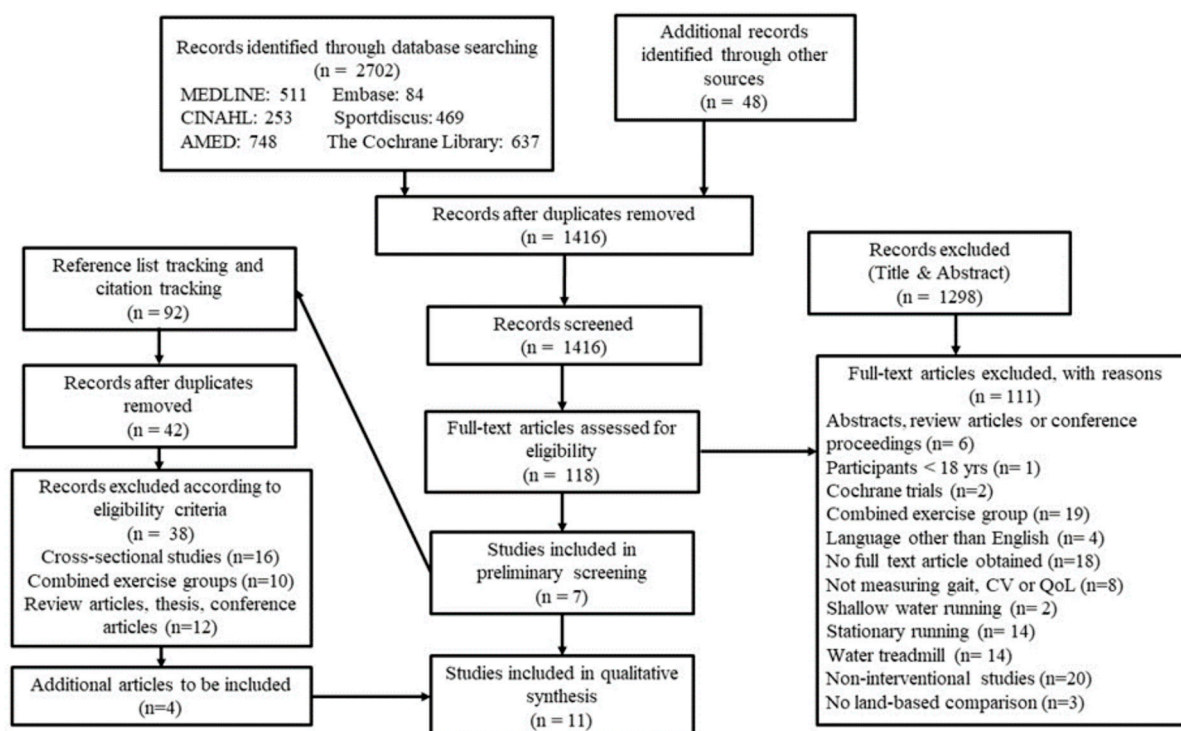 Records identified through database searching
(n = 2702)
MEDLINE: 511 Embase: 84
CINAHL: 253 Sportdiscus: 469
AMED: 748 The Cochrane Library: 637
Additional records
identified through other
sources
(n = 48)
Records after duplicates removed
(n = 1416)
Records screened
(n = 1416)
Records excluded
(Title & Abstract)
(n = 1298)
Full-text articles assessed for
eligibility
(n = 118)
Full-text articles excluded, with reasons
(n = 111)
Abstracts, review articles or conference
proceedings (n= 6)
Participants < 18 yrs (n= 1)
Cochrane trials (n=2)
Combined exercise group (n= 19)
Language other than English (n= 4)
No full text article obtained (n=18)
Not measuring gait, CV or QoL (n=8)
Shallow water running (n= 2)
Stationary running (n= 14)
Water treadmill (n= 14)
Non-interventional studies (n=20)
No land-based comparison (n=3)
Studies included in
preliminary screening
(n = 7)
Reference list tracking and
citation tracking
(n = 92)
Records after duplicates
removed
(n = 42)
Records excluded according to
eligibility criteria
(n = 38)
Cross-sectional studies (n=16)
Combined exercise groups (n=10)
Review articles, thesis, conference
articles (n=12)
Additional articles to be included
(n=4)
Studies included in qualitative
synthesis
(n = 11)